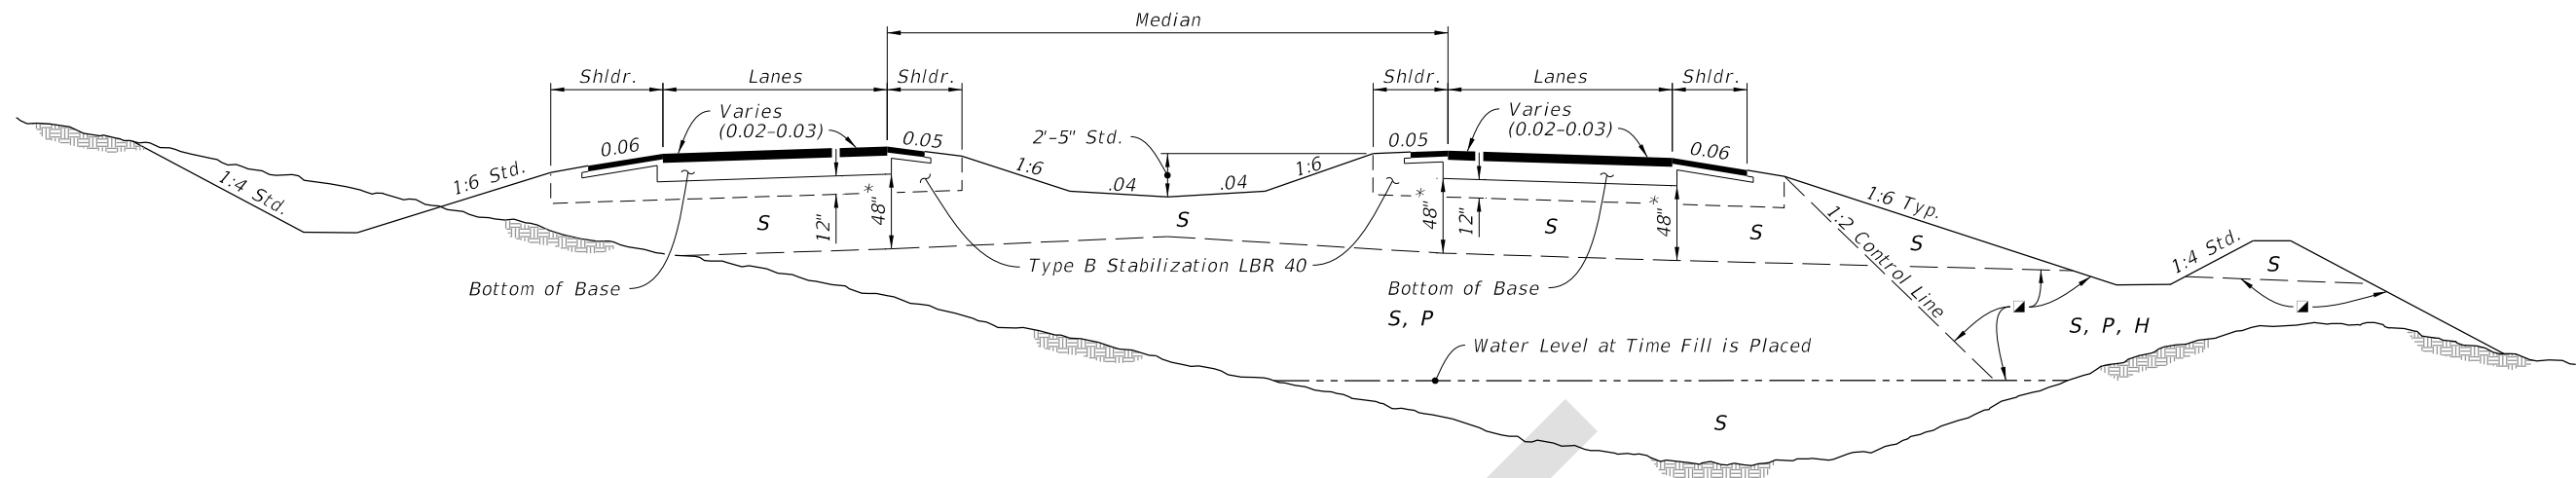 Median
Shldr.
Lanes
Shldr.
Shldr.
Lanes
Shldr.
Varies
(0.02-0.03)
Varies
(0.02-0.03)
0.06
0.05
2'-5" Std.
0.05
0.06
1:4 Std.
1:6 Std.
1:6
.04
.04
1:6
1:6 Typ.
1:2 Control Line
1:4 Std.
*
*
*
S
12"
48"
S
48"
12"
S
48"
S
S
S
Type B Stabilization LBR 40
Bottom of Base
Bottom of Base
S, P
S, P, H
Water Level at Time Fill is Placed
S